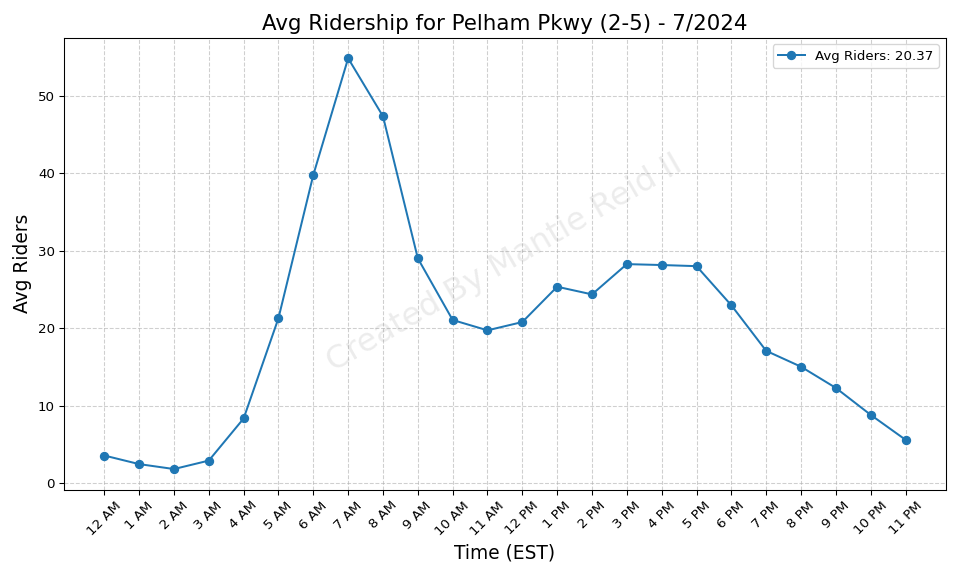 Avg Ridership for Pelham Pkwy (2-5) - 7/2024
Avg Riders: 20.37
Avg Riders
50
40
30
20
10
0
Created By Mantie Reid II
12 AM
1 AM
2 AM
3 AM
4 AM
5 AM
6 AM
7 AM
8 AM
9 AM
10 AM
11 AM
12 PM
1 PM
2 PM
3 PM
4 PM
5 PM
6 PM
7 PM
8 PM
9 PM
10 PM
11 PM
Time (EST)